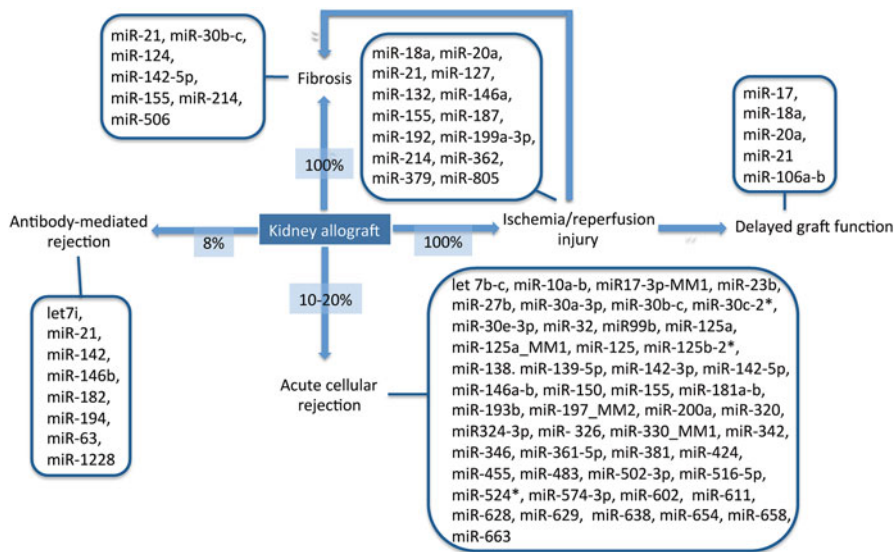 miR-21, miR-30b-c,
miR-124,
miR-142-5p,
miR-155, miR-214,
miR-506
Fibrosis
miR-18a, miR-20a,
miR-21, miR-127,
miR-132, miR-146a,
miR-155, miR-187,
miR-192, miR-199a-3p,
miR-214, miR-362,
miR-379, miR-805
miR-17,
miR-18a,
miR-20a,
miR-21
miR-106a-b
100%
Antibody-mediated
rejection
8%
Kidney allograft
100%
Ischemia/reperfusion
injury
Delayed graft function
10-20%
let7i,
miR-21,
miR-142,
miR-146b,
miR-182,
miR-194,
miR-63,
miR-1228
Acute cellular
rejection
let 7b-c, miR-10a-b, miR17-3p-MM1, miR-23b,
miR-27b, miR-30a-3p, miR-30b-c, miR-30c-2*,
miR-30e-3p, miR-32, miR99b, miR-125a,
miR-125a_MM1, miR-125, miR-125b-2*,
miR-138. miR-139-5p, miR-142-3p, miR-142-5p,
miR-146a-b, miR-150, miR-155, miR-181a-b,
miR-193b, miR-197_MM2, miR-200a, miR-320,
miR324-3p, miR- 326, miR-330_MM1, miR-342,
miR-346, miR-361-5p, miR-381, miR-424,
miR-455, miR-483, miR-502-3p, miR-516-5p,
miR-524*, miR-574-3p, miR-602, miR-611,
miR-628, miR-629, miR-638, miR-654, miR-658,
miR-663